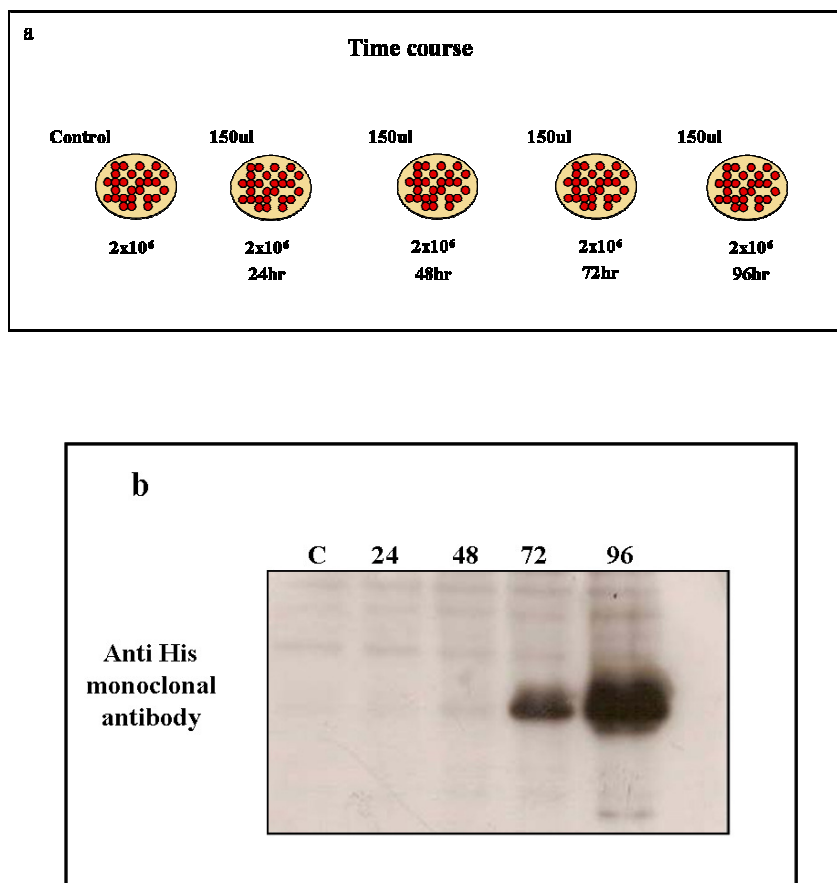 a
Time course
Control 150ul 150ul 150ul 150ul
2x10⁶ 2x10⁶ 2x10⁶ 2x10⁶ 2x10⁶
24hr 48hr 72hr 96hr
b
C 24 48 72 96
Anti His
monoclonal
antibody